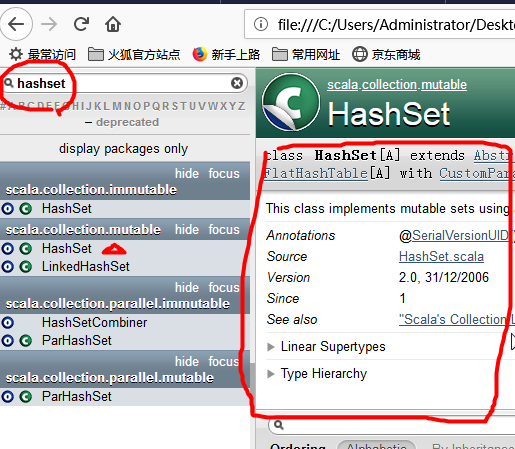 file:///C:/Users/Administrator/Deskt
最常访问 火狐官方站点 新手上路 常用网址 京东商城
hashset
#ABCDEFGHIJKLMNOPQRSTUVWXYZ
– deprecated
display packages only
hide focus
scala.collection.immutable
HashSet
hide focus
scala.collection.mutable
HashSet
LinkedHashSet
hide focus
scala.collection.parallel.immutable
HashSetCombiner
ParHashSet
hide focus
scala.collection.parallel.mutable
ParHashSet
scala.collection.mutable
HashSet
class HashSet[A] extends Abst
FlatHashTable[A] with CustomPar
This class implements mutable sets using
Annotations @SerialVersionUID(
Source HashSet.scala
Version 2.0, 31/12/2006
Since 1
See also "Scala's Collection L
Linear Supertypes
Type Hierarchy
Ordering Alphabetic By Inheritance